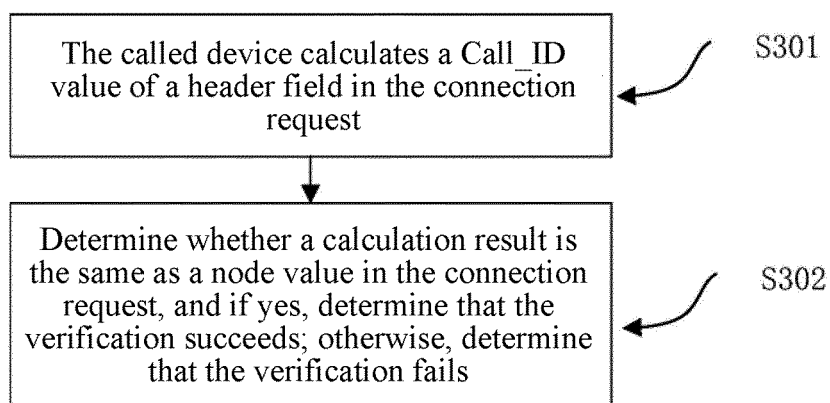 The called device calculates a Call_ID
value of a header field in the connection
request
S301
Determine whether a calculation result is
the same as a node value in the connection
request, and if yes, determine that the
verification succeeds; otherwise, determine
that the verification fails
S302